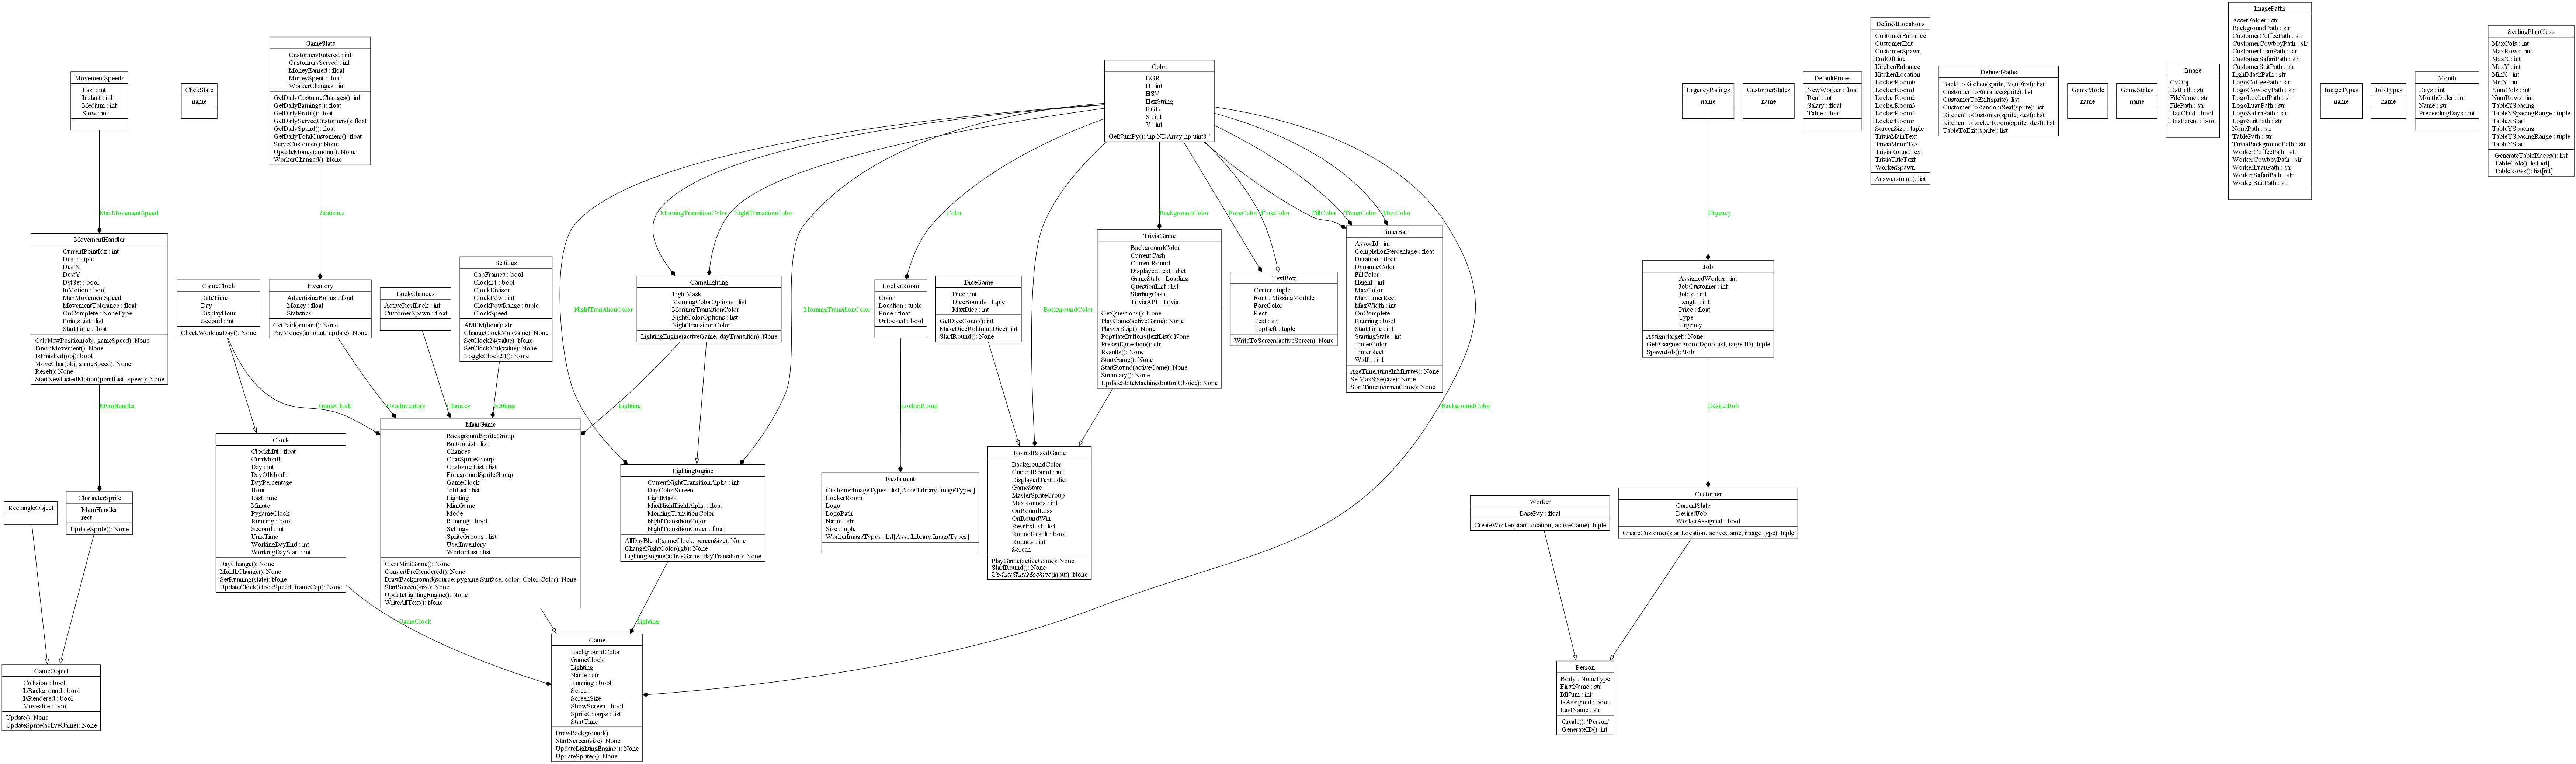 MovementSpeeds
Fast : int
Instant : int
Medium : int
Slow : int
ClickState
name
GameStats
CustomersEntered : int
CustomersServed : int
MoneyEarned : float
MoneySpent : float
WorkerChanges : int
GetDailyCostumeChanges(): int
GetDailyEarnings(): float
GetDailyProfit(): float
GetDailyServedCustomers(): float
GetDailySpend(): float
GetDailyTotalCustomers(): float
ServeCustomer(): None
UpdateMoney(amount): None
WorkerChanged(): None
Color
BGR
H : int
HSV
HexString
RGB
S : int
V : int
GetNumPy(): 'np.NDArray[np.uint8]'
UrgencyRatings
name
CustomerStates
name
DefaultPrices
NewWorker : float
Rent : int
Salary : float
Table : float
DefinedLocations
CustomerEntrance
CustomerExit
CustomerSpawn
EndOfLine
KitchenEntrance
KitchenLocation
LockerRoom0
LockerRoom1
LockerRoom2
LockerRoom3
LockerRoom4
LockerRoom5
ScreenSize : tuple
TriviaMainText
TriviaMinorText
TriviaRoundText
TriviaTitleText
WorkerSpawn
Answers(num): list
DefinedPaths
BackToKitchen(sprite, VertFirst): list
CustomerToEntrance(sprite): list
CustomerToExit(sprite): list
CustomerToRandomSeat(sprite): list
KitchenToCustomer(sprite, dest): list
KitchenToLockerRoom(sprite, dest): list
TableToExit(sprite): list
GameMode
name
GameStates
name
Image
CvObj
DstPath : str
FileName : str
FilePath : str
HasChild : bool
HasParent : bool
ImagePaths
AssetFolder : str
BackgroundPath : str
CustomerCoffeePath : str
CustomerCowboyPath : str
CustomerLuauPath : str
CustomerSafariPath : str
CustomerSuitPath : str
LightMaskPath : str
LogoCoffeePath : str
LogoCowboyPath : str
LogoLockedPath : str
LogoLuauPath : str
LogoSafariPath : str
LogoSuitPath : str
NonePath : str
TablePath : str
TriviaBackgroundPath : str
WorkerCoffeePath : str
WorkerCowboyPath : str
WorkerLuauPath : str
WorkerSafariPath : str
WorkerSuitPath : str
ImageTypes
name
JobTypes
name
Month
Days : int
MonthOrder : int
Name : str
PreceedingDays : int
SeatingPlanClass
MaxCols : int
MaxRows : int
MaxX : int
MaxY : int
MinX : int
MinY : int
NumCols : int
NumRows : int
TableXSpacing
TableXSpacingRange : tuple
TableXStart
TableYSpacing
TableYSpacingRange : tuple
TableYStart
GenerateTablePlaces(): list
TableCols(): list[int]
TableRows(): list[int]
MaxMovementSpeed
Statistics
MorningTransitionColor
NightTransitionColor
Color
BackgroundColor
ForeColor
ForeColor
FillColor
TimerColor
MaxColor
Urgency
MovementHandler
CurrentPointIdx : int
Dest : tuple
DestX
DestY
DstSet : bool
InMotion : bool
MaxMovementSpeed
MovementTolerance : float
OnComplete : NoneType
PointsList : list
StartTime : float
CalcNewPosition(obj, gameSpeed): None
FinishMovement(): None
IsFinished(obj): bool
MoveChar(obj, gameSpeed): None
Reset(): None
StartNewListedMotion(pointList, speed): None
GameClock
DateTime
Day
DisplayHour
Second : int
CheckWorkingDay(): None
Inventory
AdvertisingBonus : float
Money : float
Statistics
GetPaid(amount): None
PayMoney(amount, update): None
LuckChances
ActiveRestLuck : int
CustomerSpawn : float
Settings
CapFrames : bool
Clock24 : bool
ClockDivisor
ClockPow : int
ClockPowRange : tuple
ClockSpeed
AMPM(hour): str
ChangeClockMul(value): None
SetClock24(value): None
SetClockMul(value): None
ToggleClock24(): None
NightTransitionColor
GameLighting
LightMask
MorningColorOptions : list
MorningTransitionColor
NightColorOptions : list
NightTransitionColor
LightingEngine(activeGame, dayTransition): None
MorningTransitionColor
LockerRoom
Color
Location : tuple
Price : float
Unlocked : bool
DiceGame
Dice : int
DiceBounds : tuple
MaxDice : int
GetDiceCount(): int
MakeDiceRoll(numDice): int
StartRound(): None
BackgroundColor
TriviaGame
BackgroundColor
CurrentCash
CurrentRound
DisplayedText : dict
GameState : Loading
QuestionList : list
StartingCash
TriviaAPI : Trivia
GetQuestions(): None
PlayGame(activeGame): None
PlayOrSkip(): None
PopulateButtons(textList): None
PresentQuestion(): str
Results(): None
StartGame(): None
StartRound(activeGame): None
Summary(): None
UpdateStateMachine(buttonChoice): None
TextBox
Center : tuple
Font : MissingModule
ForeColor
Rect
Text : str
TopLeft : tuple
WriteToScreen(activeScreen): None
TimerBar
AssocId : int
CompletionPercentage : float
Duration : float
DynamicColor
FillColor
Height : int
MaxColor
MaxTimerRect
MaxWidth : int
OnComplete
Running : bool
StartTime : int
StartingState : int
TimerColor
TimerRect
Width : int
AgeTimer(timeInMinutes): None
SetMaxSize(size): None
StartTimer(currentTime): None
Job
AssignedWorker : int
JobCustomer : int
JobId : int
Length : int
Price : float
Type
Urgency
Assign(target): None
GetAssignedFromID(jobList, targetID): tuple
SpawnJob(): 'Job'
MvmHandler
GameClock
UserInventory
Chances
Settings
Lighting
LockerRoom
BackgroundColor
DesiredJob
RectangleObject
CharacterSprite
MvmHandler
rect
UpdateSprite(): None
Clock
ClockMul : float
CurrMonth
Day : int
DayOfMonth
DayPercentage
Hour
LastTime
Minute
PygameClock
Running : bool
Second : int
UnixTime
WorkingDayEnd : int
WorkingDayStart : int
DayChange(): None
MonthChange(): None
SetRunning(state): None
UpdateClock(clockSpeed, frameCap): None
MainGame
BackgroundSpriteGroup
ButtonList : list
Chances
CharSpriteGroup
CustomerList : list
ForegroundSpriteGroup
GameClock
JobList : list
Lighting
MiniGame
Mode
Running : bool
Settings
SpriteGroups : list
UserInventory
WorkerList : list
ClearMiniGame(): None
ConvertPreRendered(): None
DrawBackground(source: pygame.Surface, color: Color.Color): None
StartScreen(size): None
UpdateLightingEngine(): None
WriteAllText(): None
LightingEngine
CurrentNightTransitionAlpha : int
DayColorScreen
LightMask
MaxNightLightAlpha : float
MorningTransitionColor
NightTransitionColor
NightTransitionCover : float
AllDayBlend(gameClock, screenSize): None
ChangeNightColor(rgb): None
LightingEngine(activeGame, dayTransition): None
Restaurant
CustomerImageTypes : list[AssetLibrary.ImageTypes]
LockerRoom
Logo
LogoPath
Name : str
Size : tuple
WorkerImageTypes : list[AssetLibrary.ImageTypes]
RoundBasedGame
BackgroundColor
CurrentRound : int
DisplayedText : dict
GameState
MasterSpriteGroup
MaxRounds : int
OnRoundLoss
OnRoundWin
ResultsList : list
RoundResult : bool
Rounds : int
Screen
PlayGame(activeGame): None
StartRound(): None
UpdateStateMachine(input): None
Worker
BasePay : float
CreateWorker(startLocation, activeGame): tuple
Customer
CurrentState
DesiredJob
WorkerAssigned : bool
CreateCustomer(startLocation, activeGame, imageType): tuple
GameClock
Lighting
GameObject
Collision : bool
IsBackground : bool
IsRendered : bool
Moveable : bool
Update(): None
UpdateSprite(activeGame): None
Game
BackgroundColor
GameClock
Lighting
Name : str
Running : bool
Screen
ScreenSize
ShowScreen : bool
SpriteGroups : list
StartTime
DrawBackground()
StartScreen(size): None
UpdateLightingEngine(): None
UpdateSprites(): None
Person
Body : NoneType
FirstName : str
IdNum : int
IsAssigned : bool
LastName : str
Create(): 'Person'
GenerateID(): int